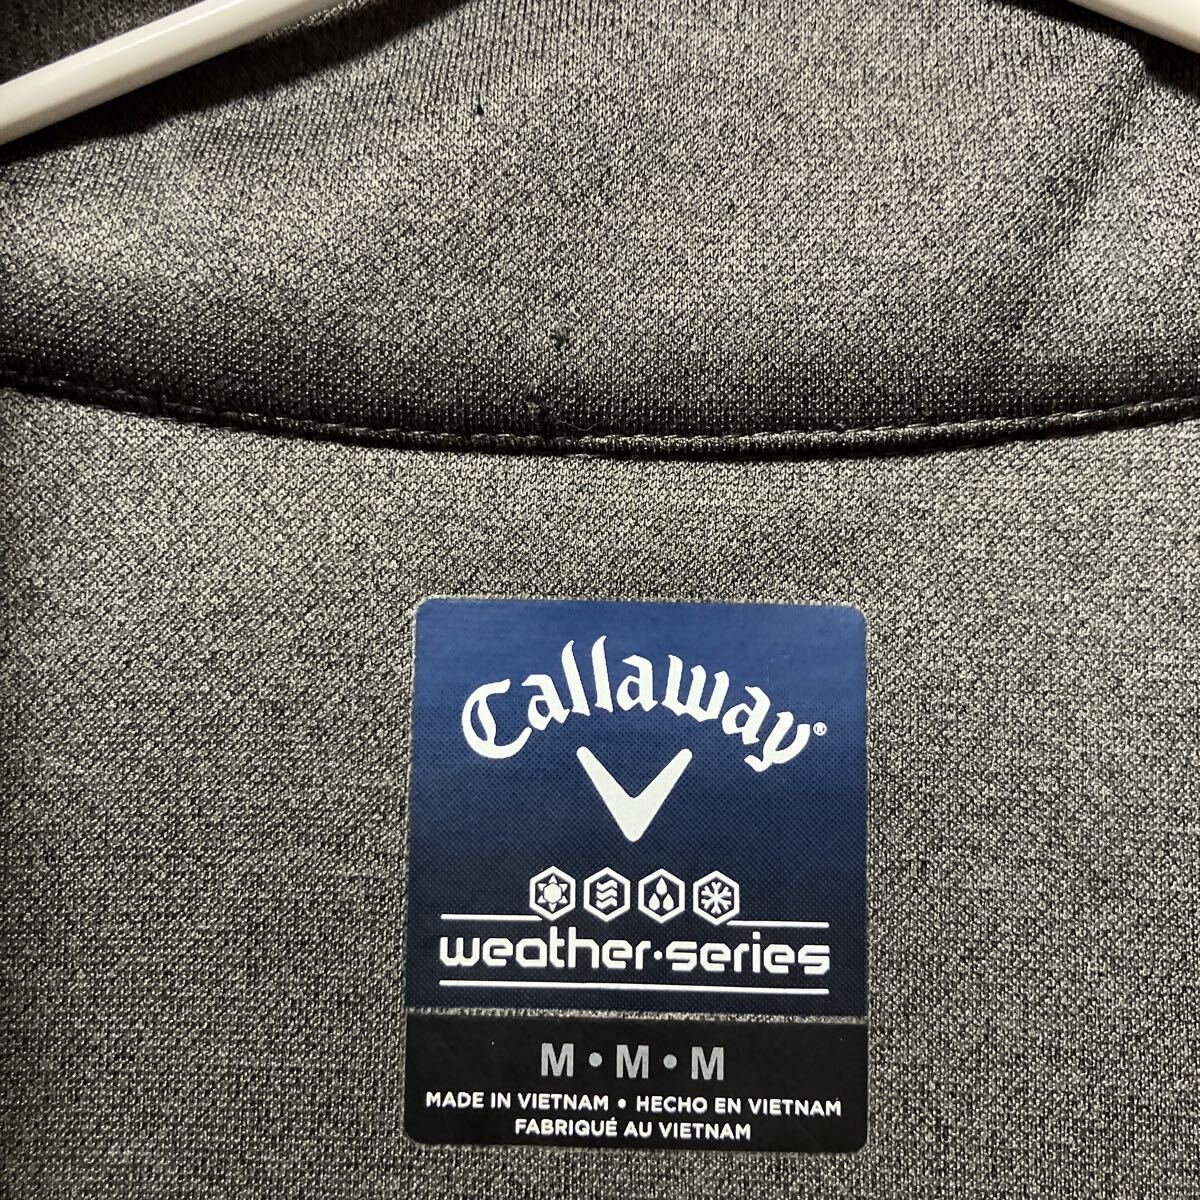 Callaway®
weather·series
M • M • M
MADE IN VIETNAM • HECHO EN VIETNAM
FABRIQUÉ AU VIETNAM